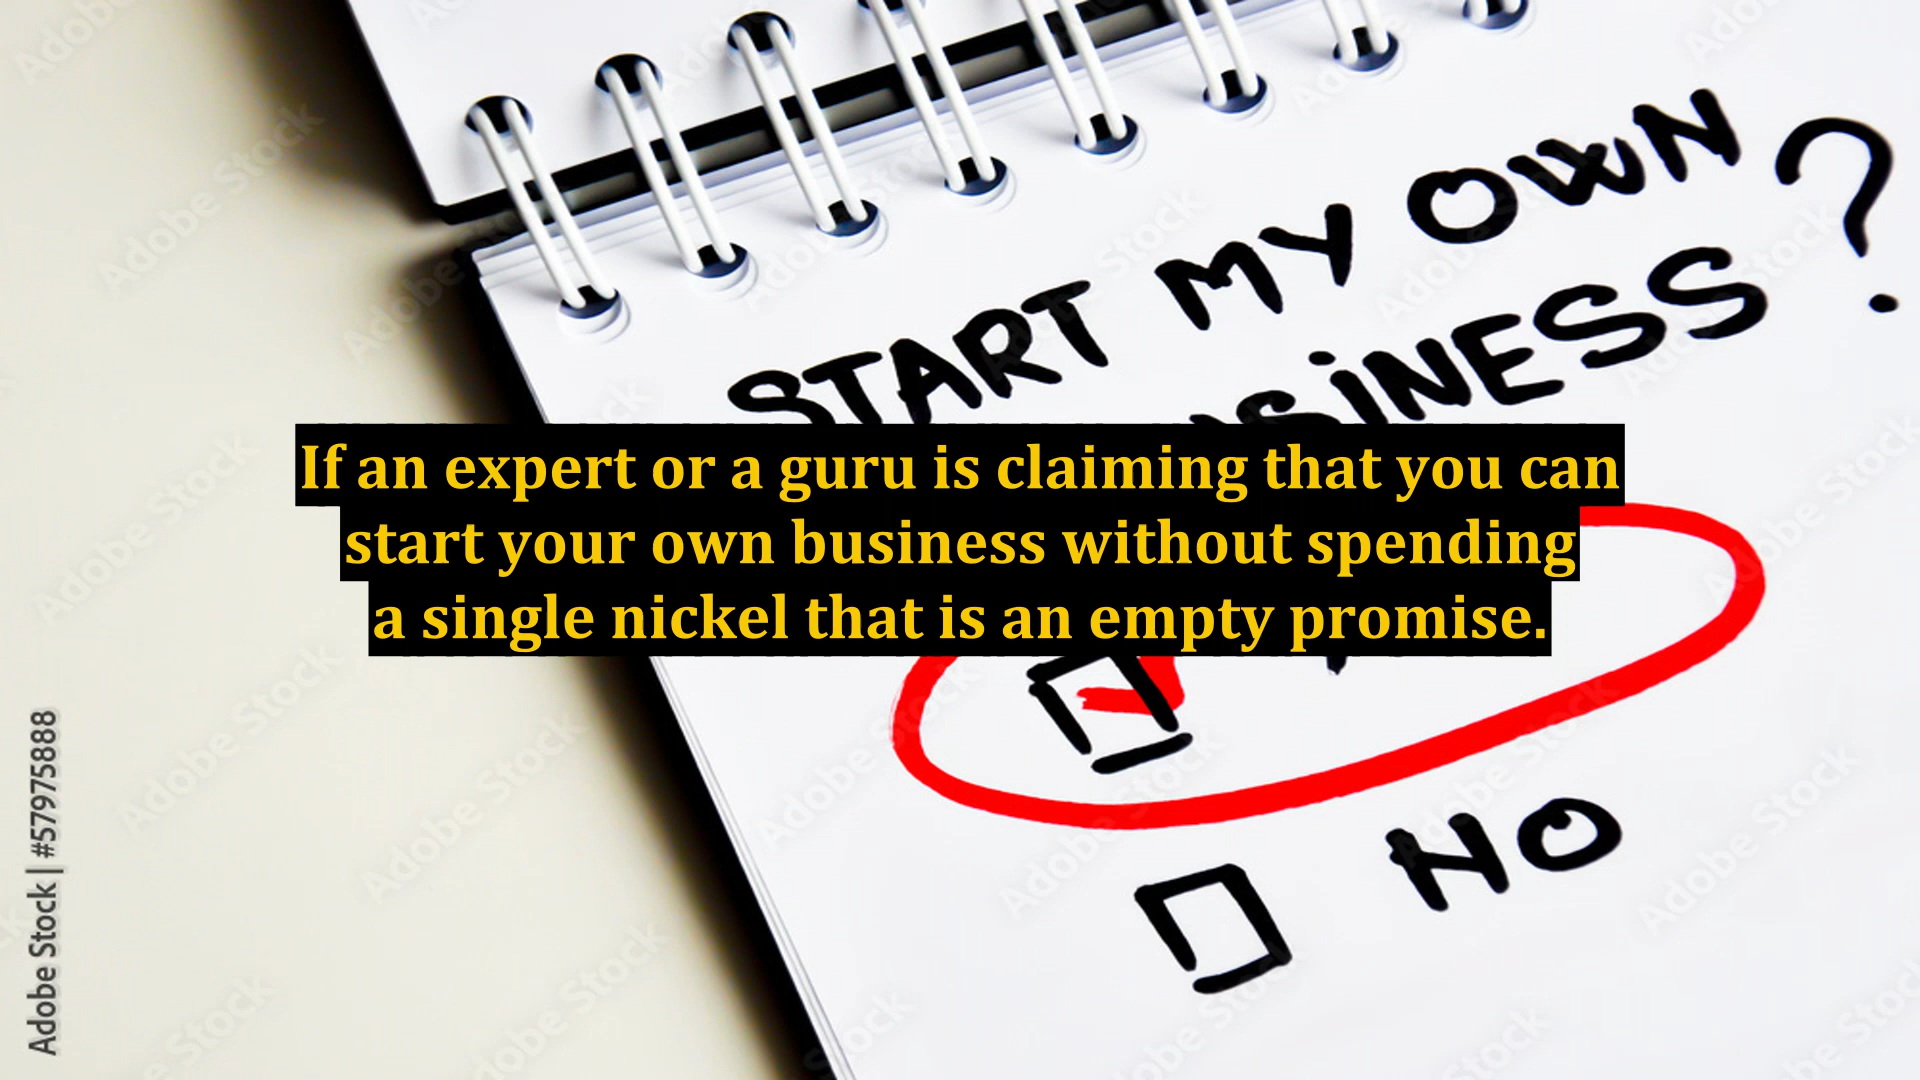 START MY OWN
BUSINESS?
If an expert or a guru is claiming that you can
start your own business without spending
a single nickel that is an empty promise.
NO
Adobe Stock | #579758888